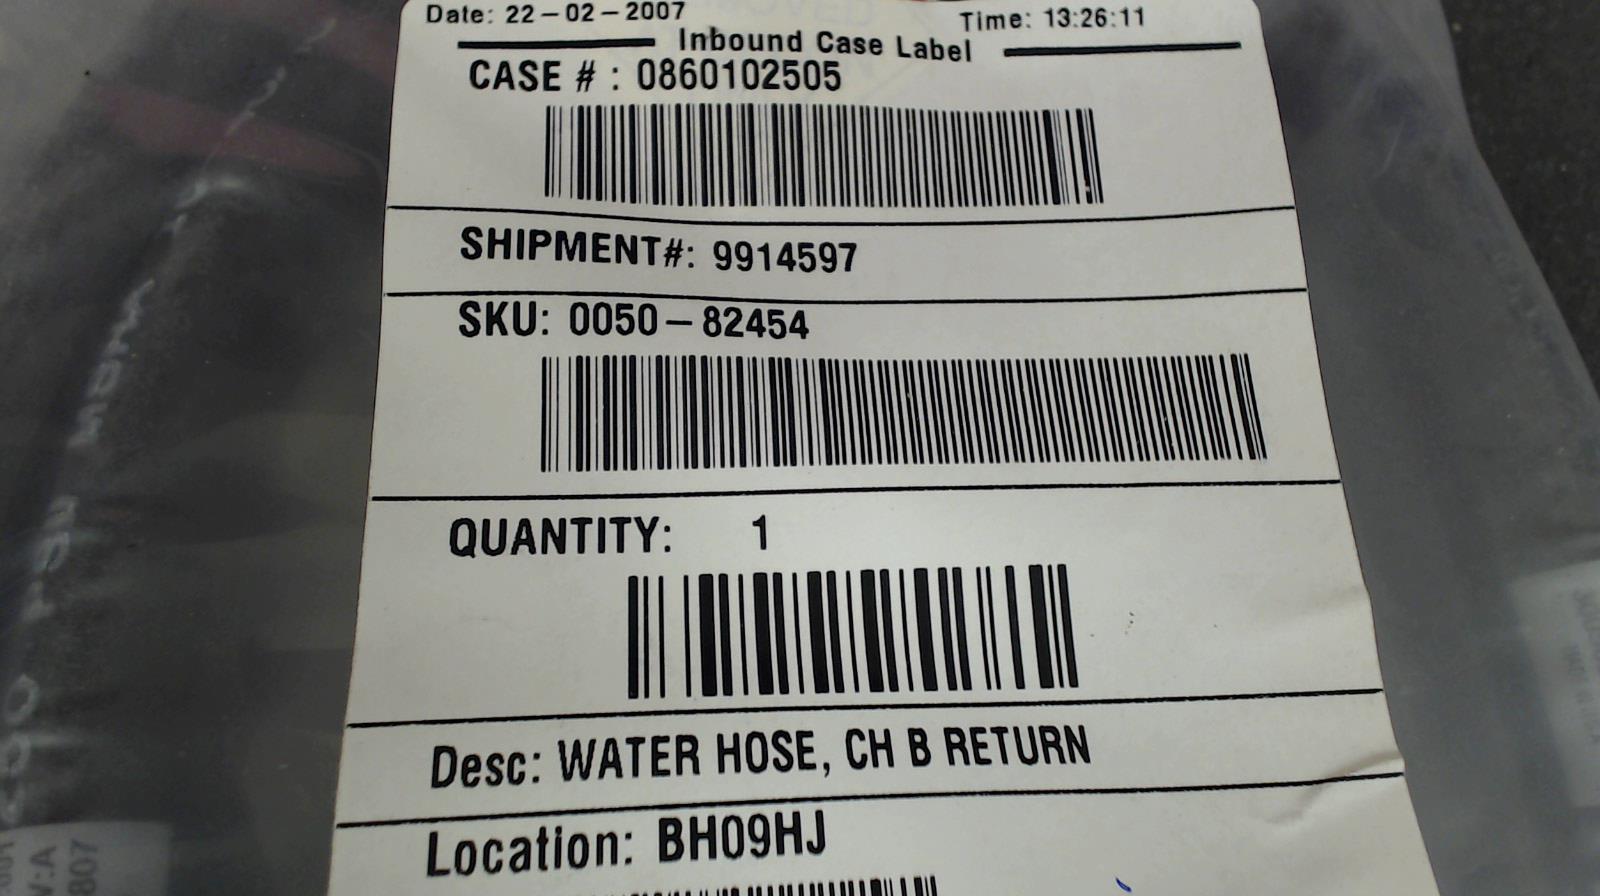 Date: 22-02-2007 Time: 13:26:11
Inbound Case Label
CASE # : 0860102505
SHIPMENT#: 9914597
SKU: 0050-82454
QUANTITY: 1
Desc: WATER HOSE, CH B RETURN
Location: BH09HJ
V:A
807